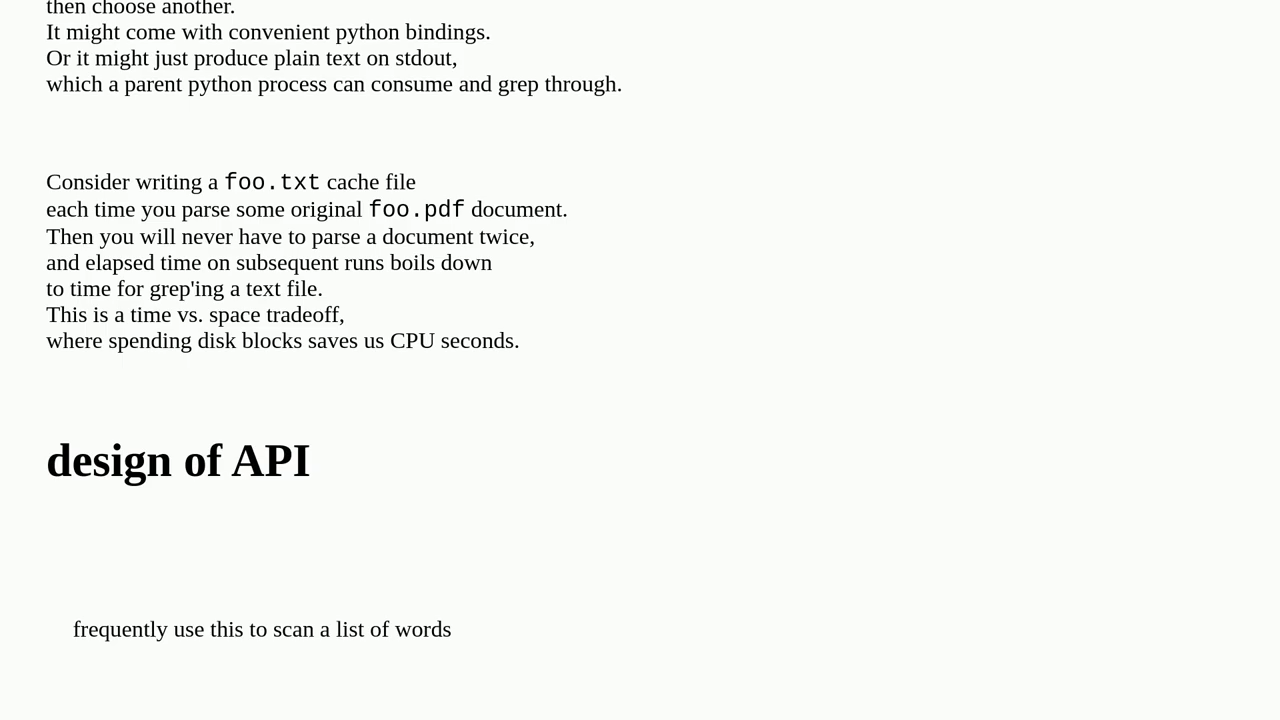 then choose another.
It might come with convenient python bindings.
Or it might just produce plain text on stdout,
which a parent python process can consume and grep through.
Consider writing a foo.txt cache file
each time you parse some original foo.pdf document.
Then you will never have to parse a document twice,
and elapsed time on subsequent runs boils down
to time for grep'ing a text file.
This is a time vs. space tradeoff,
where spending disk blocks saves us CPU seconds.
design of API
frequently use this to scan a list of words